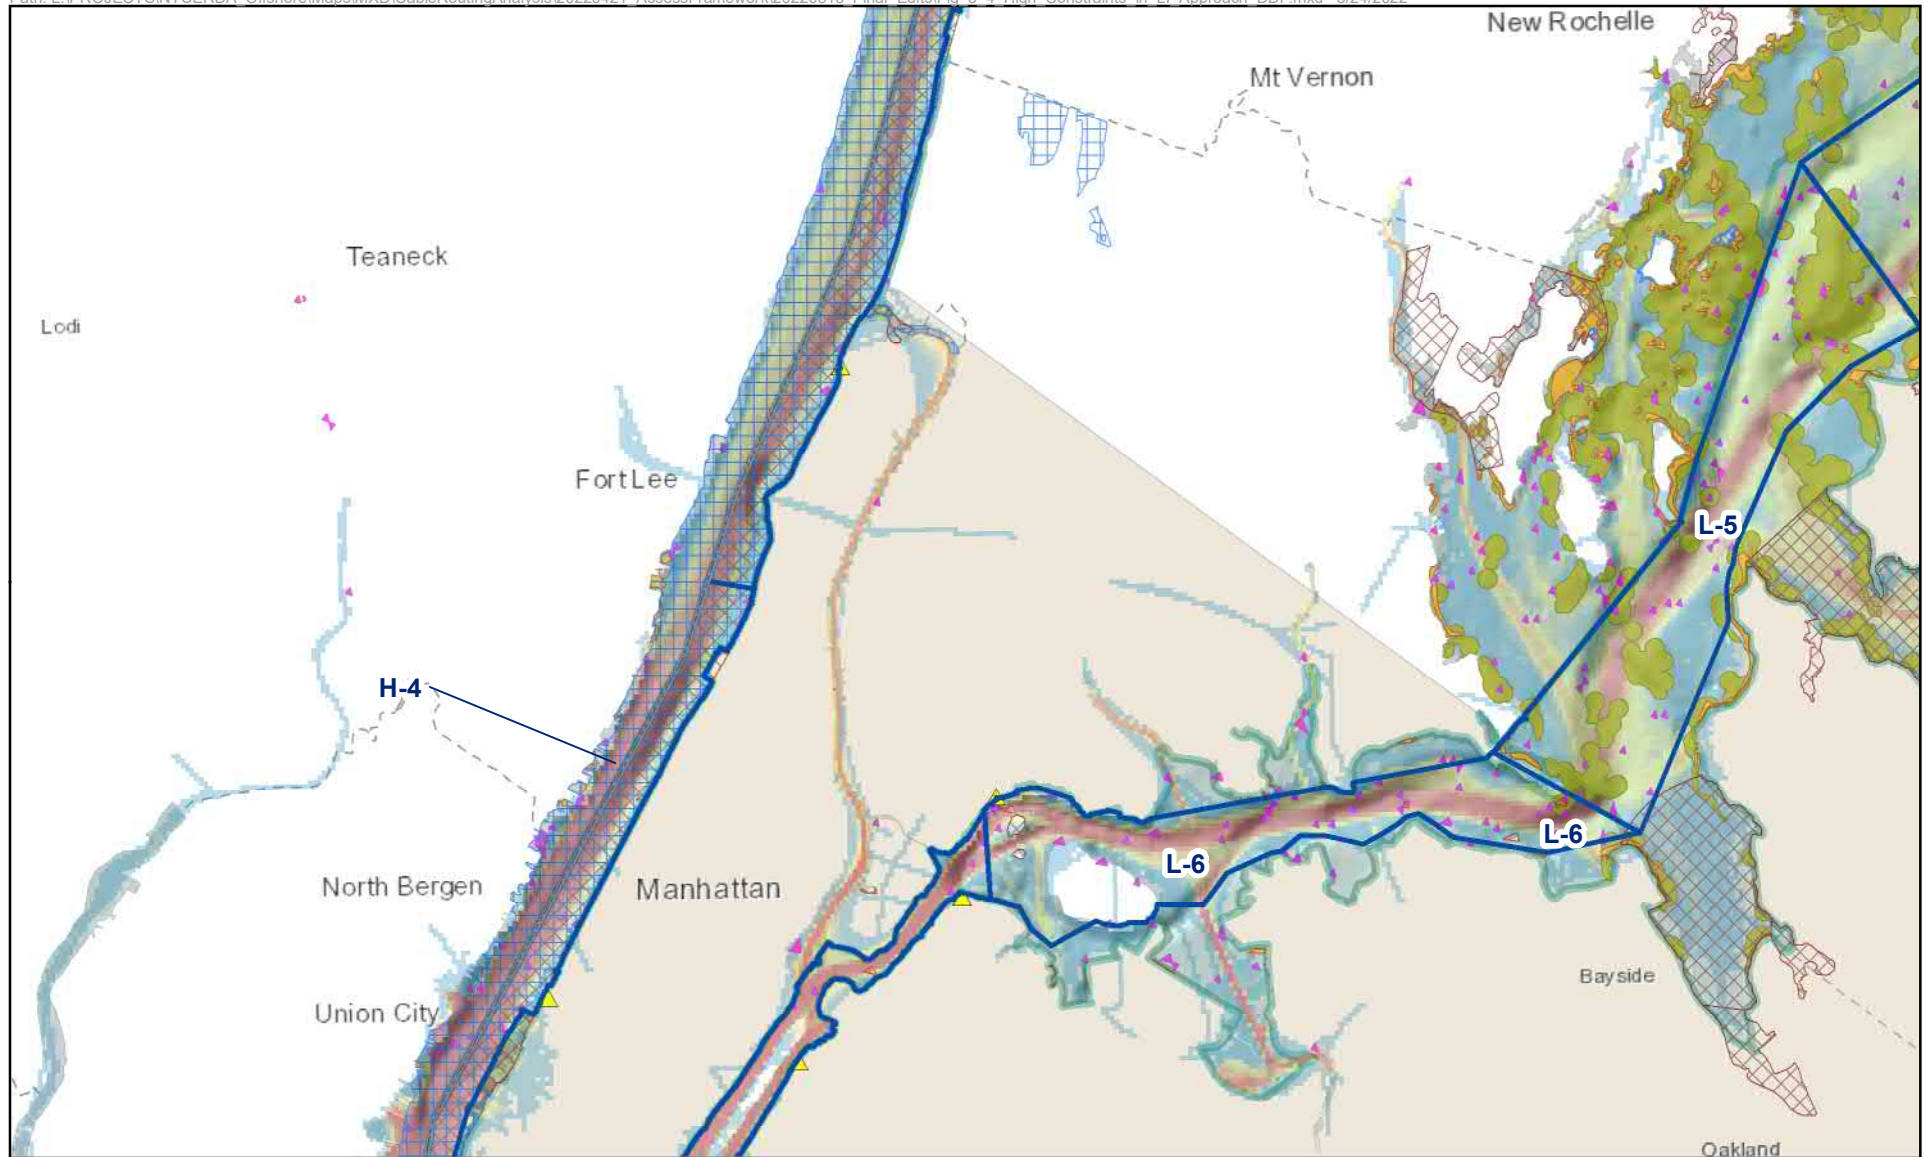 New Rochelle
Mt Vernon
Teaneck
Lodi
Fort Lee
L-5
H-4
L-6
L-6
North Bergen
Manhattan
Bayside
Union City
Oakland